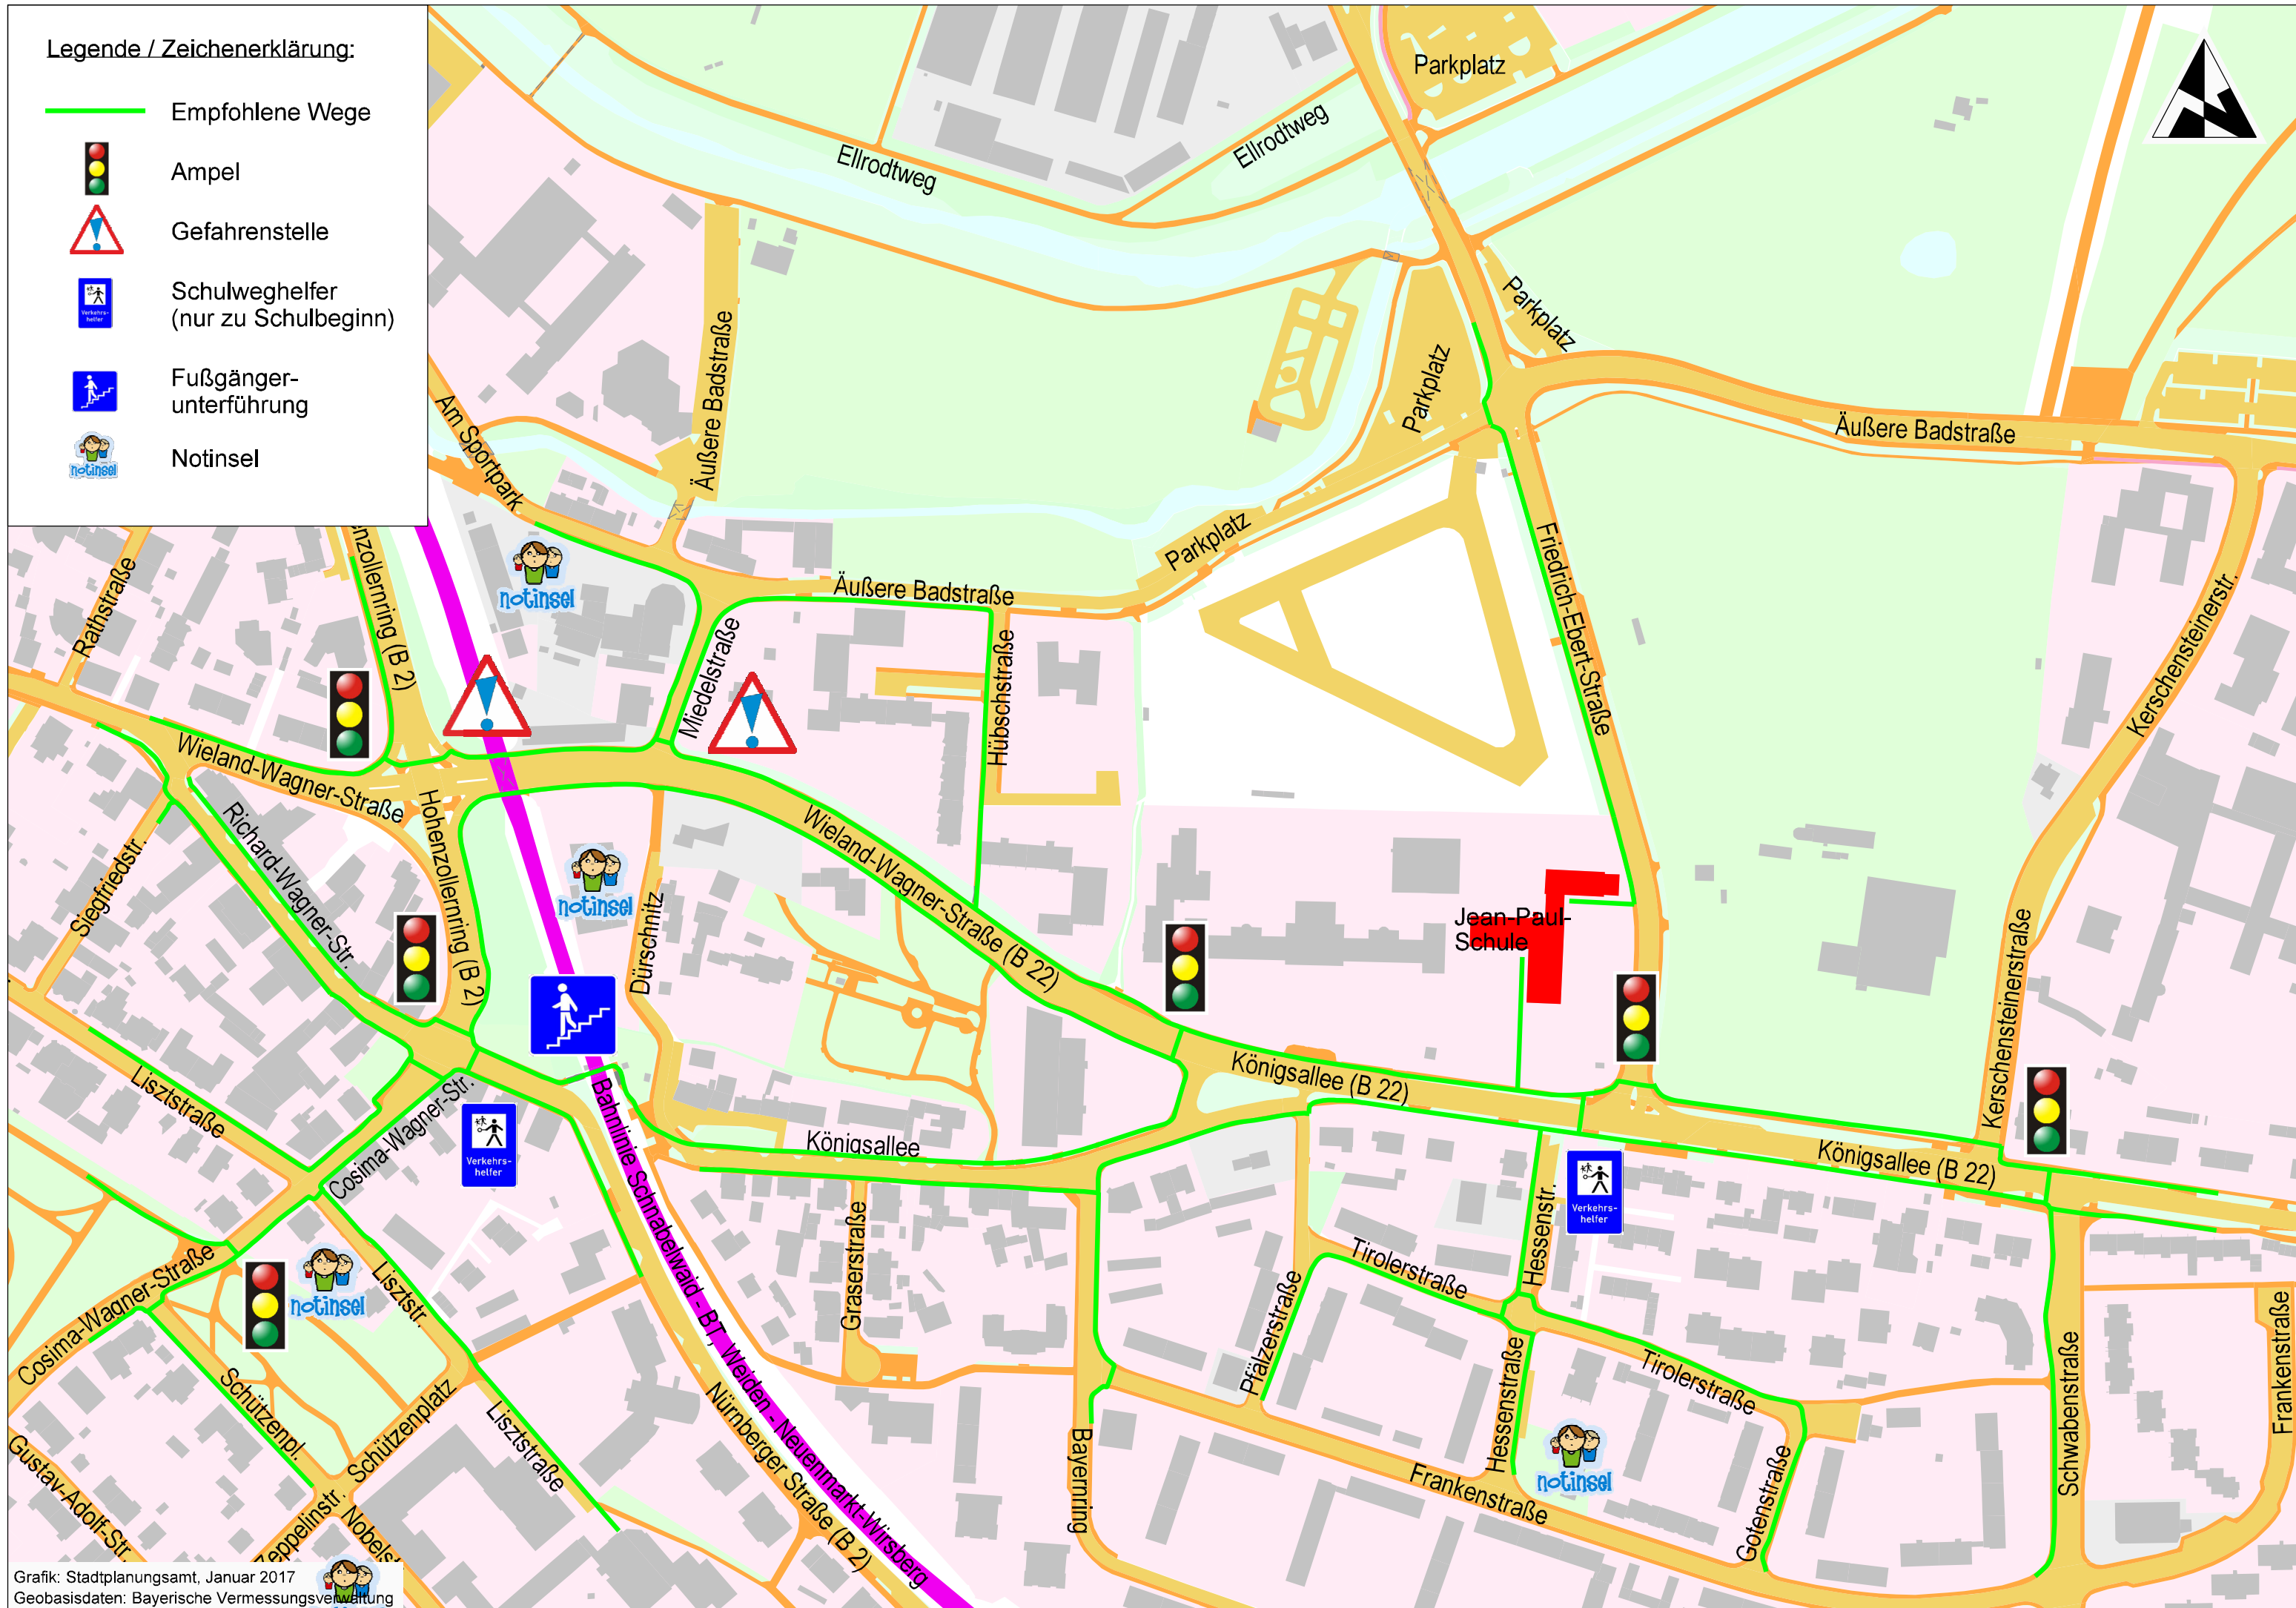 Legende / Zeichenerklärung:
Empfohlene Wege
Ampel
Gefahrenstelle
Verkehrs-
helfer
Schulweghelfer
(nur zu Schulbeginn)
Fußgänger-
unterführung
notinsel
Notinsel
Parkplatz
Ellrodtweg
Ellrodtweg
Parkplatz
Parkplatz
Äußere Badstraße
Äußere Badstraße
Am Sportpark
Parkplatz
Äußere Badstraße
notinsel
Rathstraße
enzollernring (B 2)
Miedelstraße
Hübschstraße
Friedrich-Ebert-Straße
Kerschensteinerstr.
Wieland-Wagner-Straße
Hohenzollernring (B 2)
Richard-Wagner-Str.
Siegfriedstr.
Wieland-Wagner-Straße (B 22)
notinsel
Dürschnitz
Jean-Paul-
Schule
Kerschensteinerstraße
Lisztstraße
Cosima-Wagner-Str.
Verkehrs-
helfer
Königsallee
Königsallee (B 22)
Königsallee (B 22)
Verkehrs-
helfer
Bahnlinie Schnabelwaid - BT, Weiden - Neuenmarkt-Wirsberg
Graserstraße
Hessenstr.
Tirolerstraße
Pfälzerstraße
Cosima-Wagner-Straße
notinsel
Lisztstr.
Schützenpl.
Schützenplatz
Lisztstraße
Nürnberger Straße (B 2)
Bayernring
Hessenstraße
Tirolerstraße
notinsel
Frankenstraße
Gotenstraße
Schwabenstraße
Frankenstraße
Gustav-Adolf-Str.
Zeppelinstr.
Nobelst
Grafik: Stadtplanungsamt, Januar 2017
Geobasisdaten: Bayerische Vermessungsverwaltung